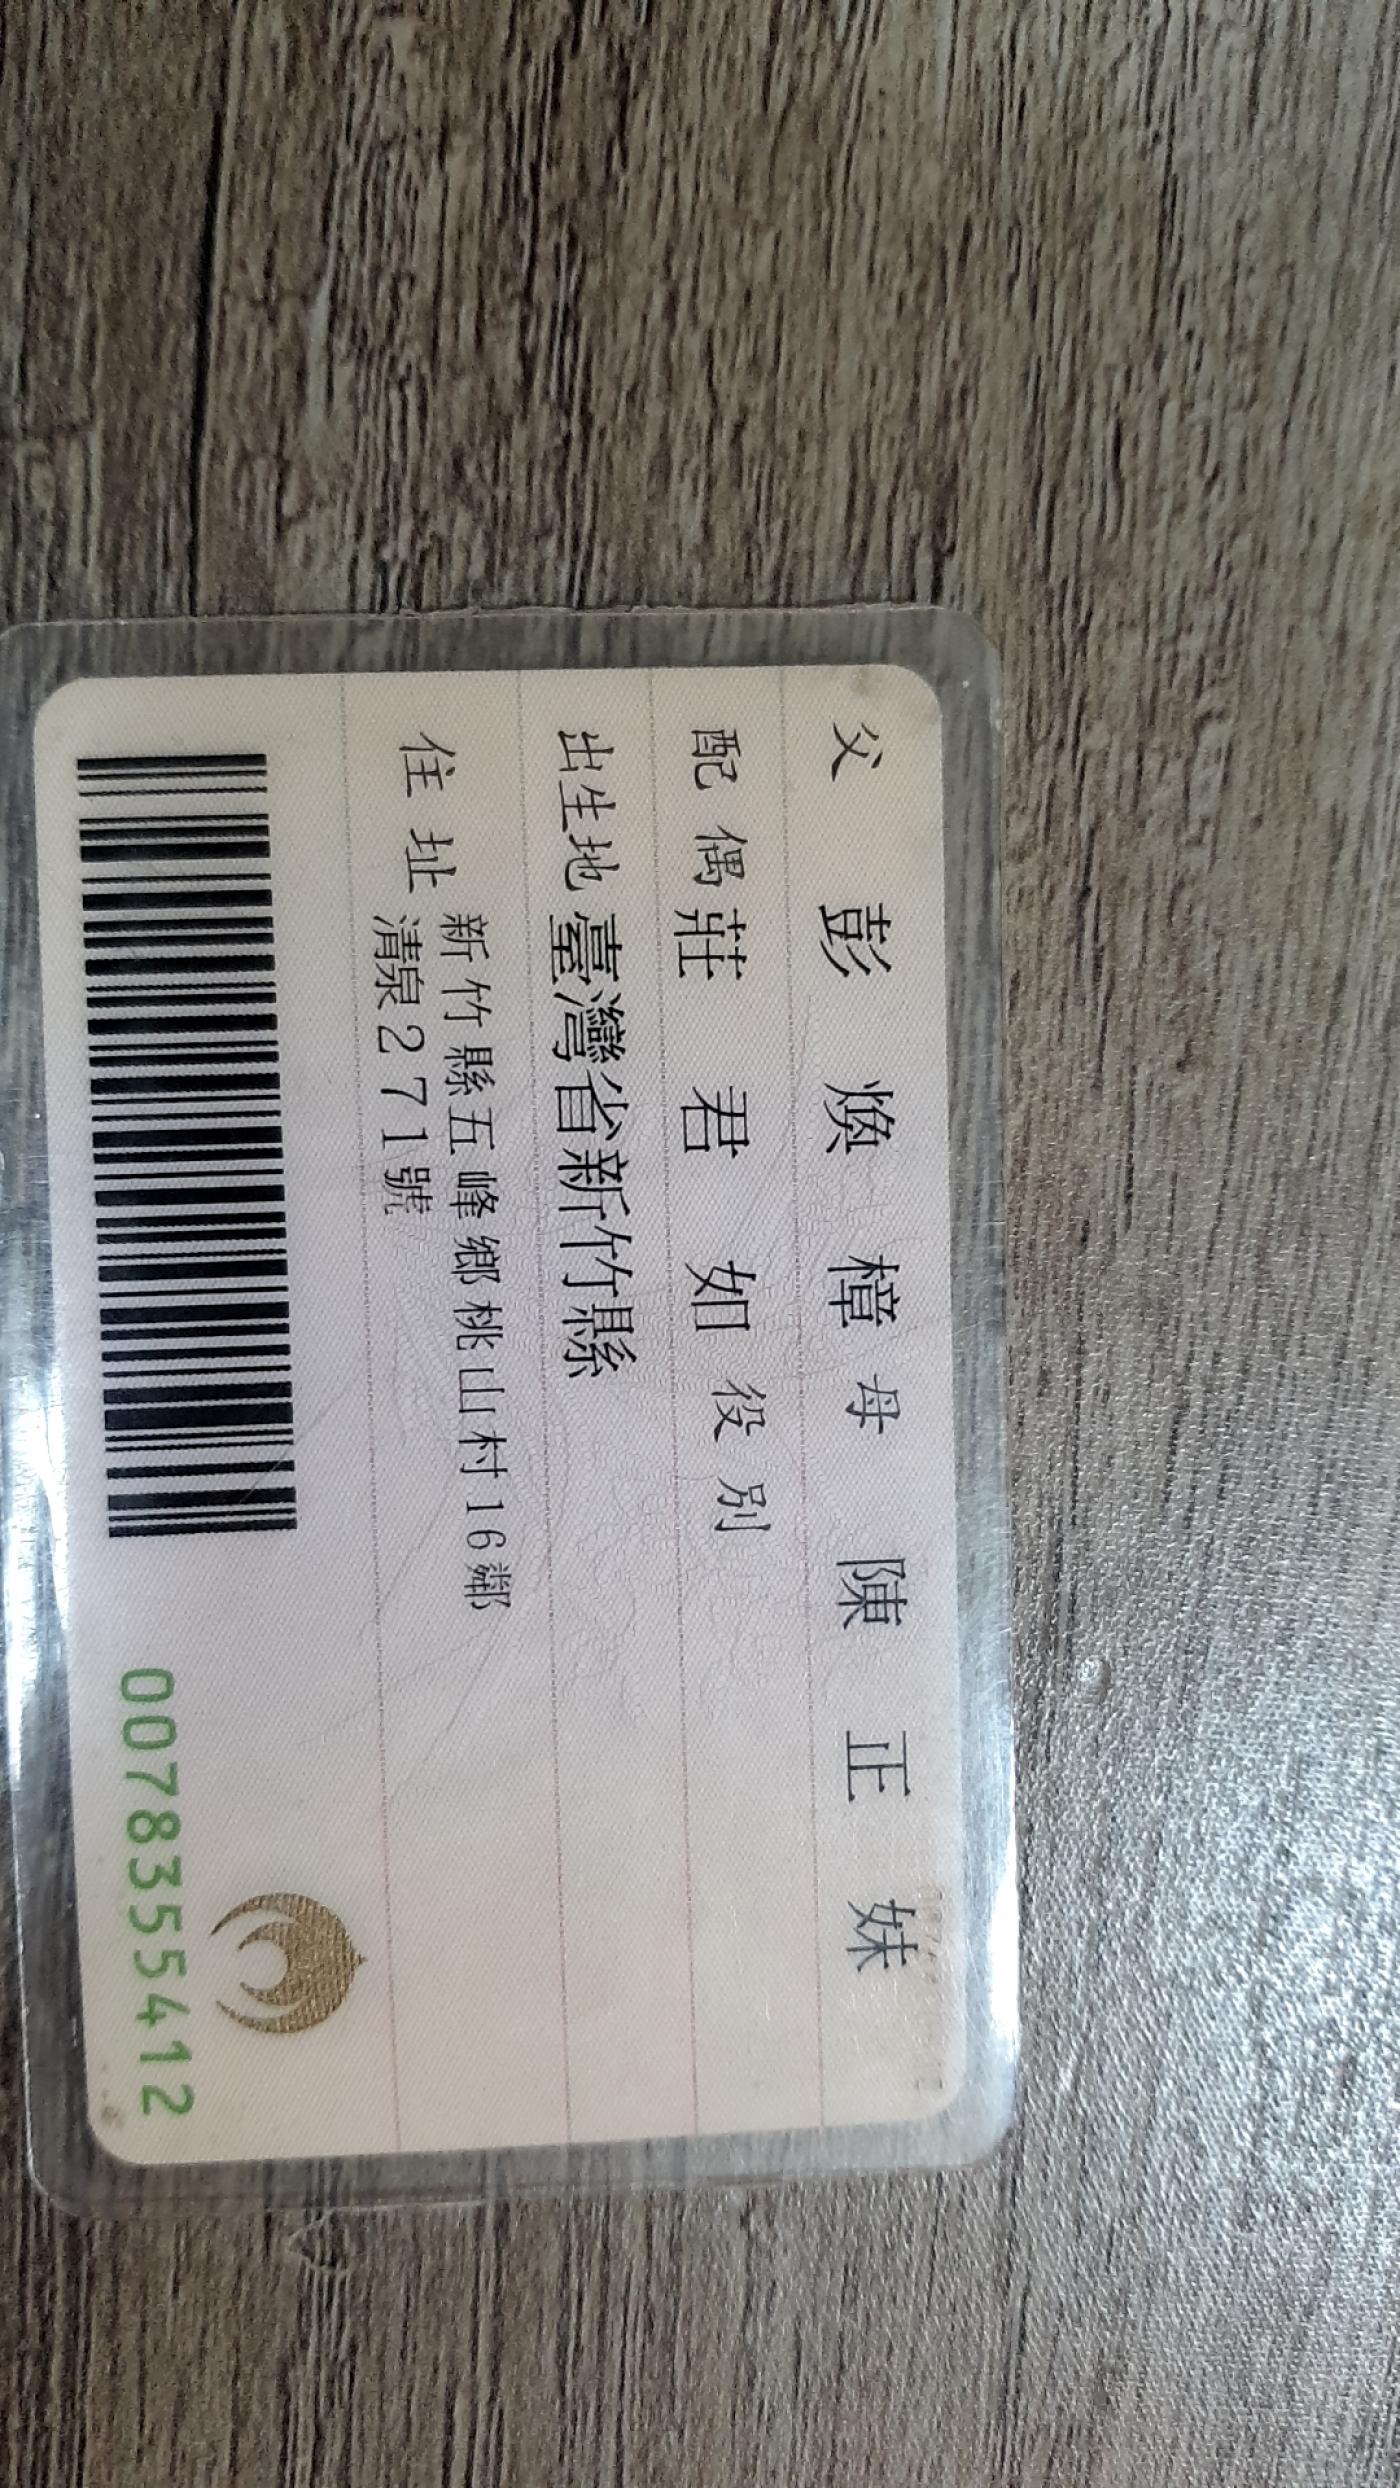 父 彭煥樟 母 陳正妹
配偶 莊君如 役別
出生地 臺灣省新竹縣
住址 新竹縣五峰鄉桃山村16鄰
清泉271號
0078355412